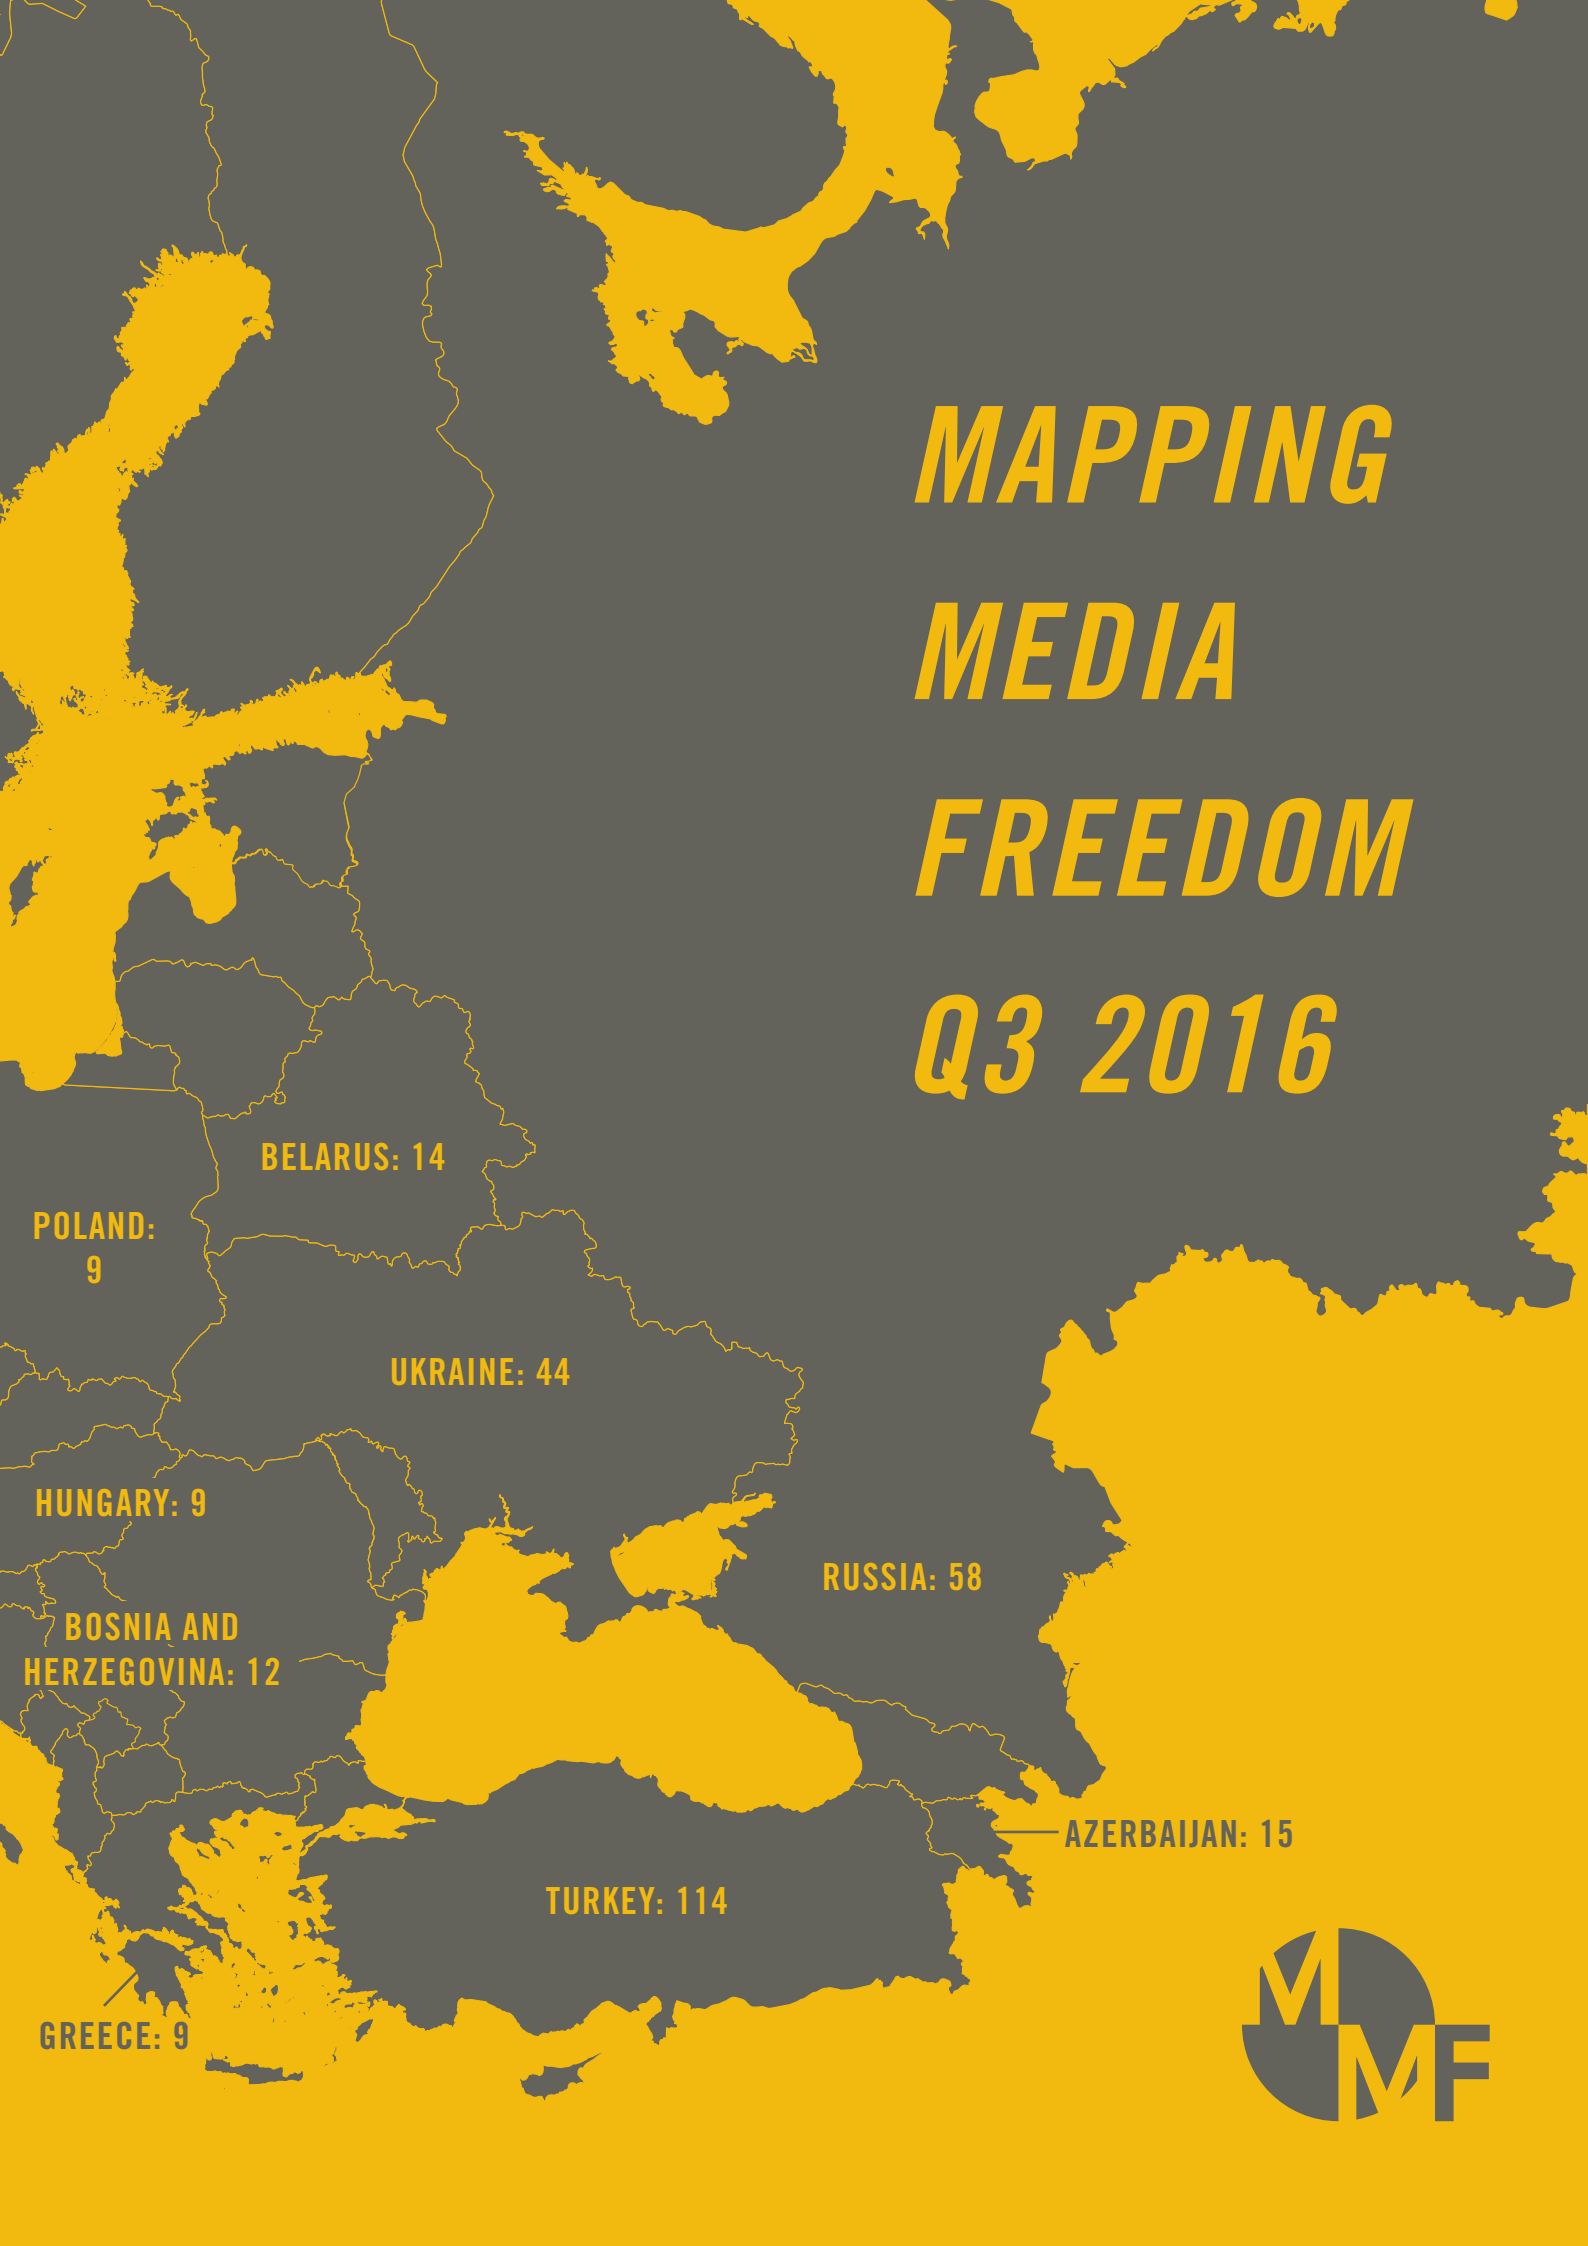 MAPPING
MEDIA
FREEDOM
Q3 2016
BELARUS: 14
POLAND:
9
UKRAINE: 44
HUNGARY: 9
RUSSIA: 58
BOSNIA AND
HERZEGOVINA: 12
AZERBAIJAN: 15
TURKEY: 114
GREECE: 9
M
MF